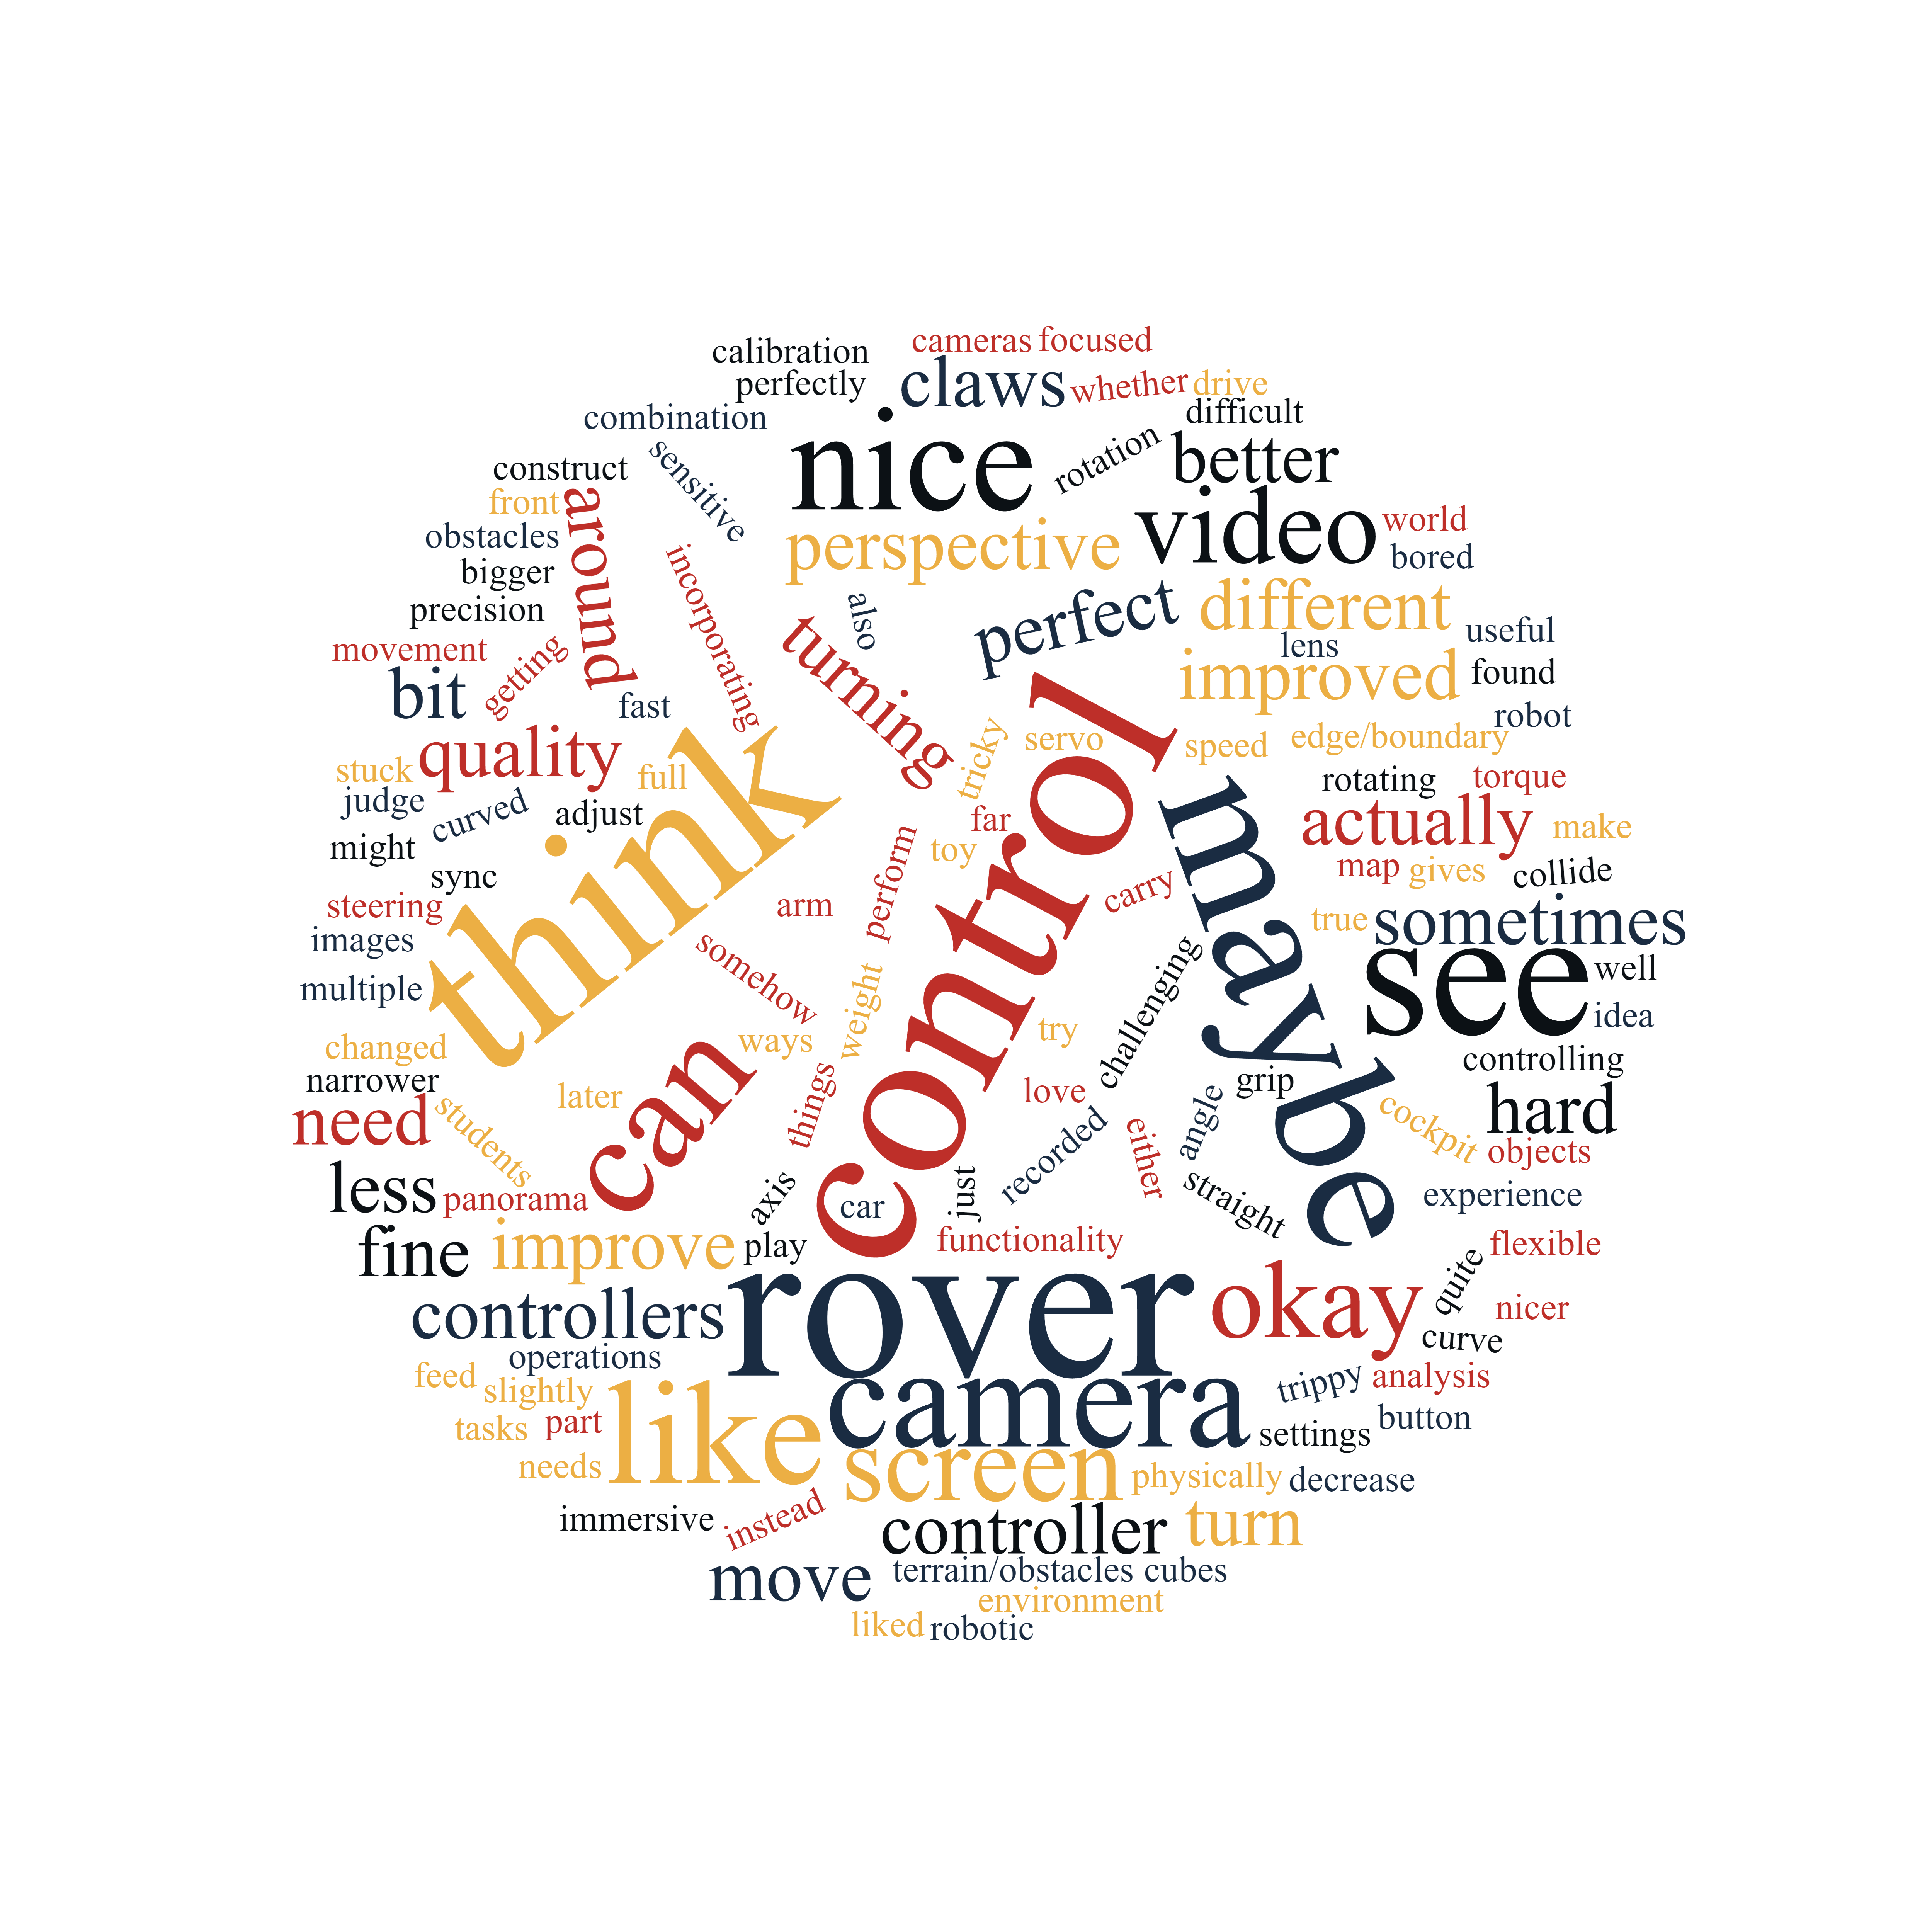 cameras focused
calibration
perfectly
claws
whether
drive
combination
difficult
nice
rotation
better
construct
sensitive
front
around
video
world
obstacles
perspective
bored
bigger
incorporating
precision
also
perfect
different
useful
movement
getting
turning
lens
bit
fast
improved
found
robot
quality
tricky
servo
control
speed
edge/boundary
stuck
full
rotating
torque
judge
curved
adjust
think
far
maybe
actually
make
might
toy
sync
perform
map
gives
collide
steering
arm
carry
true
sometimes
images
somehow
see
well
multiple
weight
challenging
idea
changed
ways
try
controlling
narrower
can
things
love
grip
hard
later
need
students
recorded
either
angle
cockpit
objects
less
panorama
axis
car
just
straight
experience
fine
improve
play
functionality
flexible
controllers
rover
okay
quite
nicer
operations
curve
feed
slightly
like
camera
trippy
analysis
tasks
part
settings
button
needs
screen
physically
decrease
immersive
instead
controller
turn
move
terrain/obstacles cubes
environment
liked
robotic